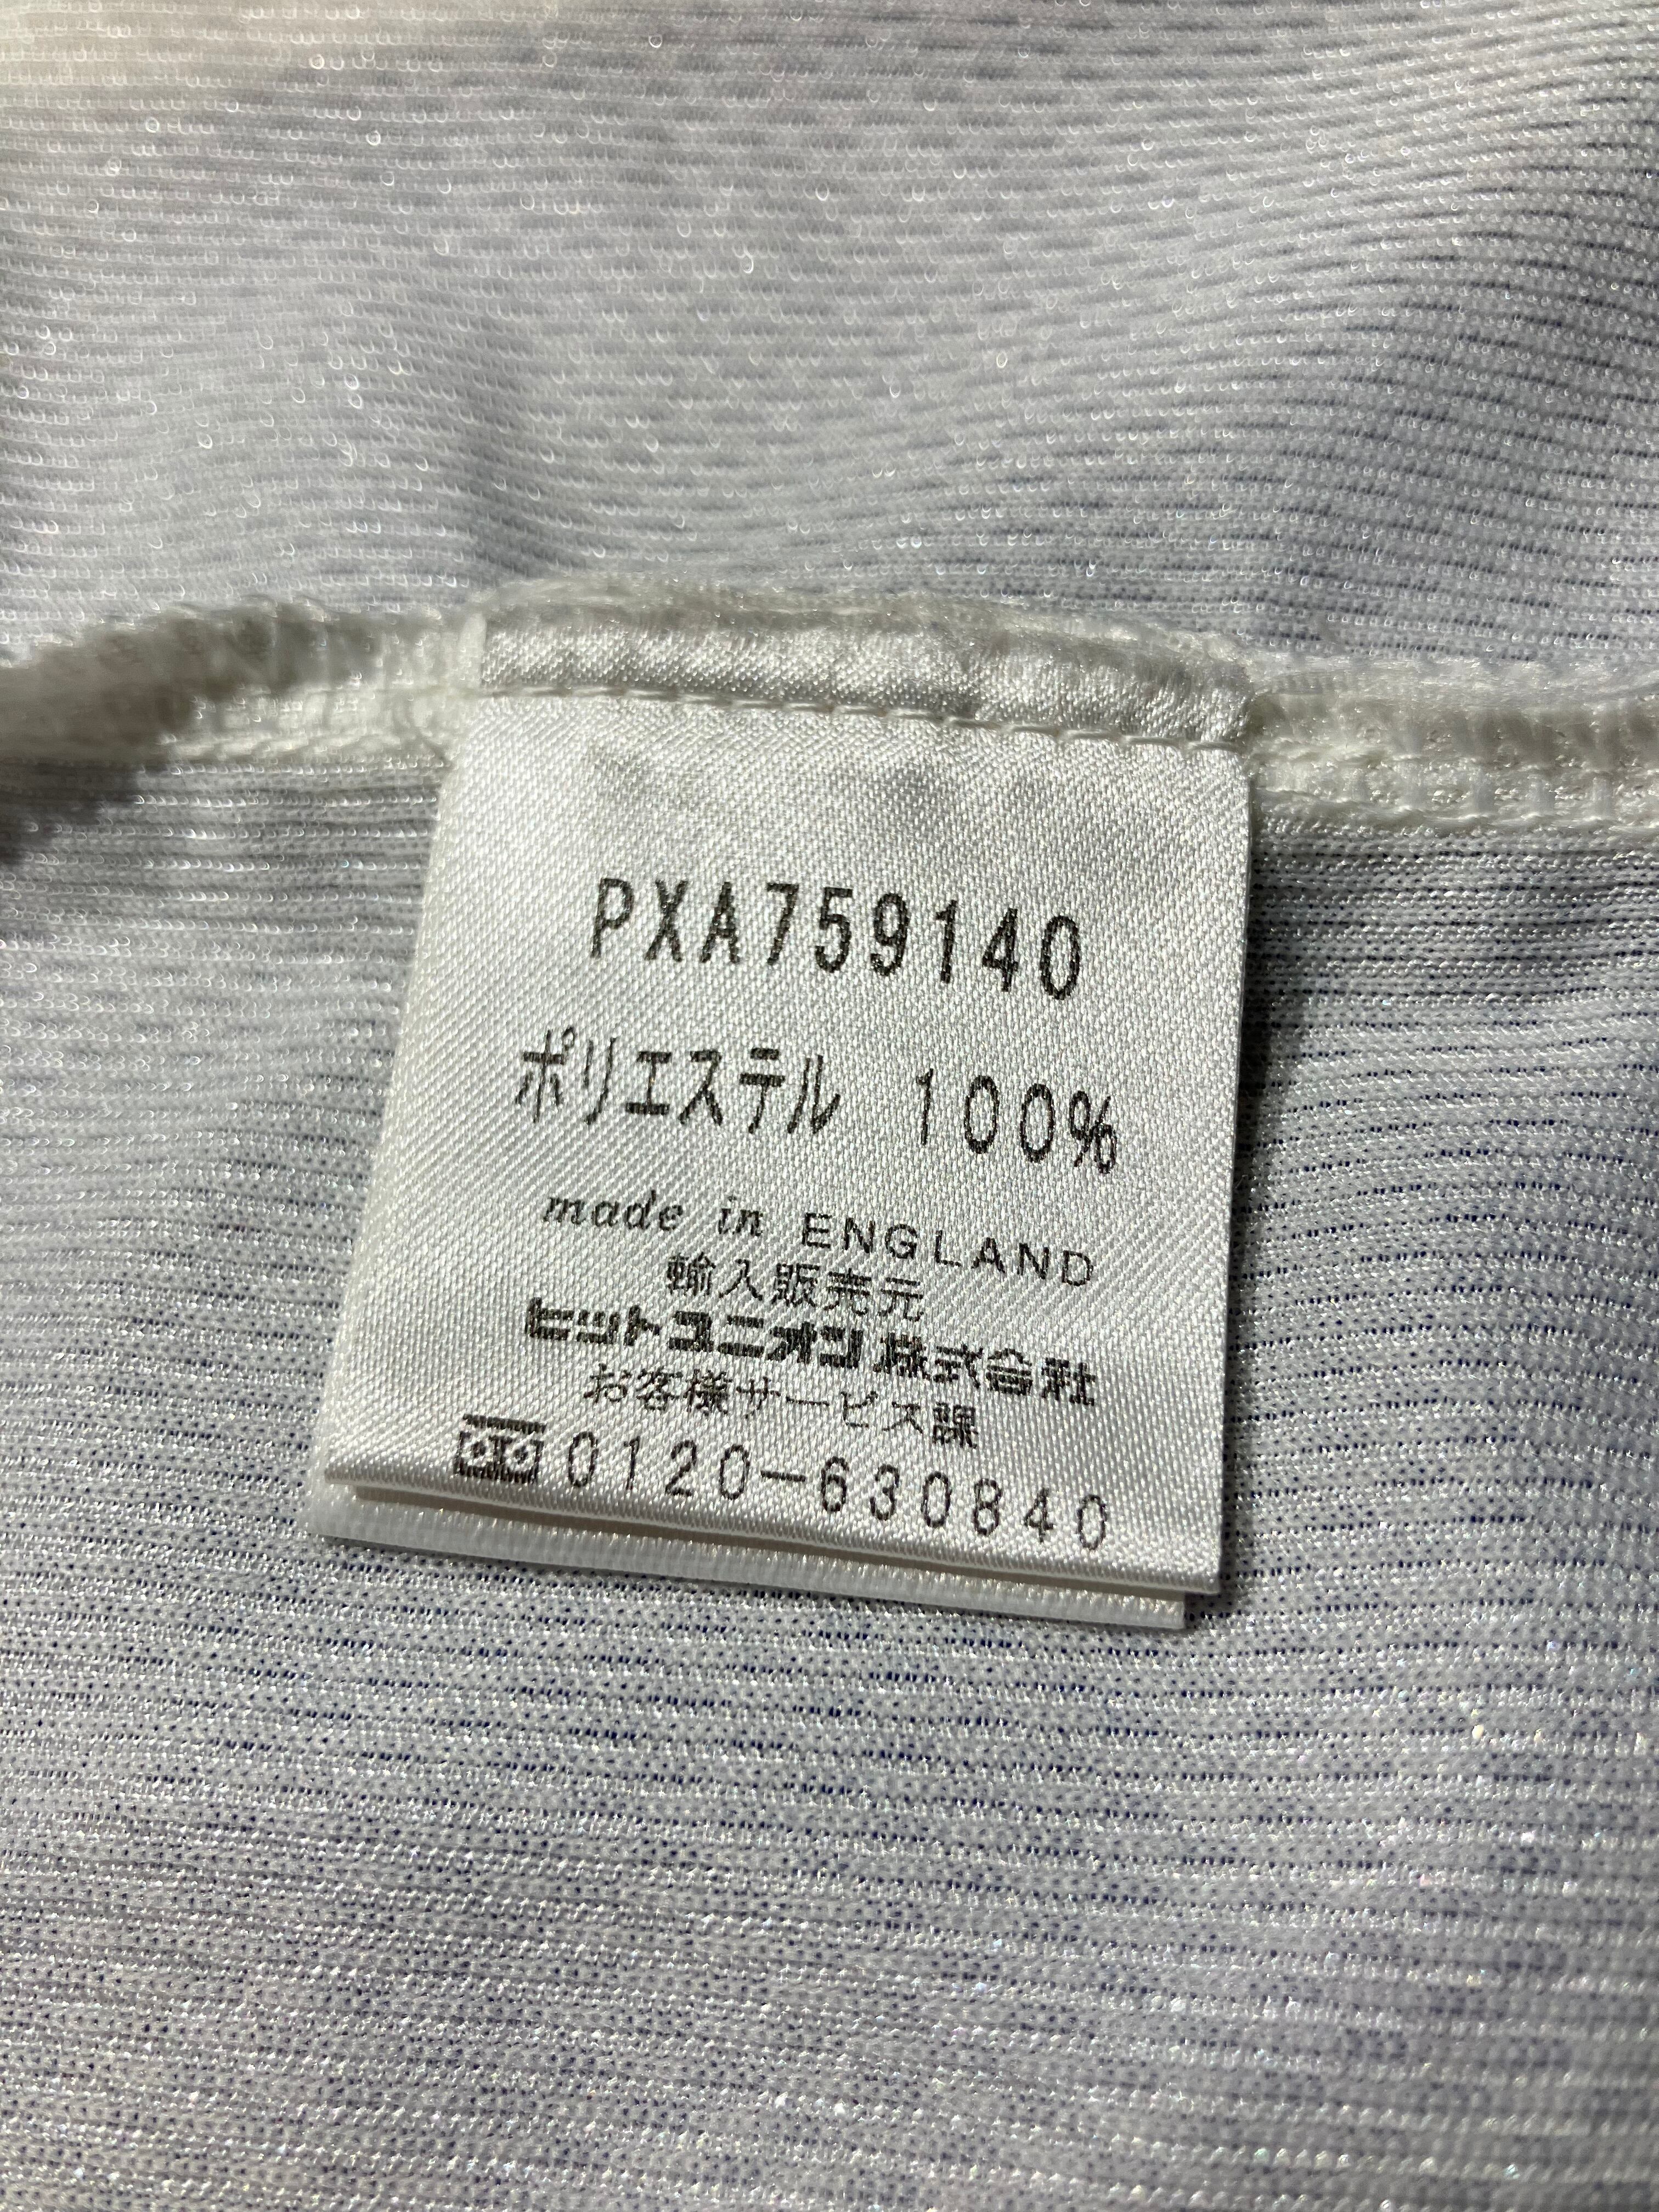 PXA759140
ポリエステル 100%
made in ENGLAND
輸入販売元
ヒットユニオン株式会社
お客様サービス課
0120-630840